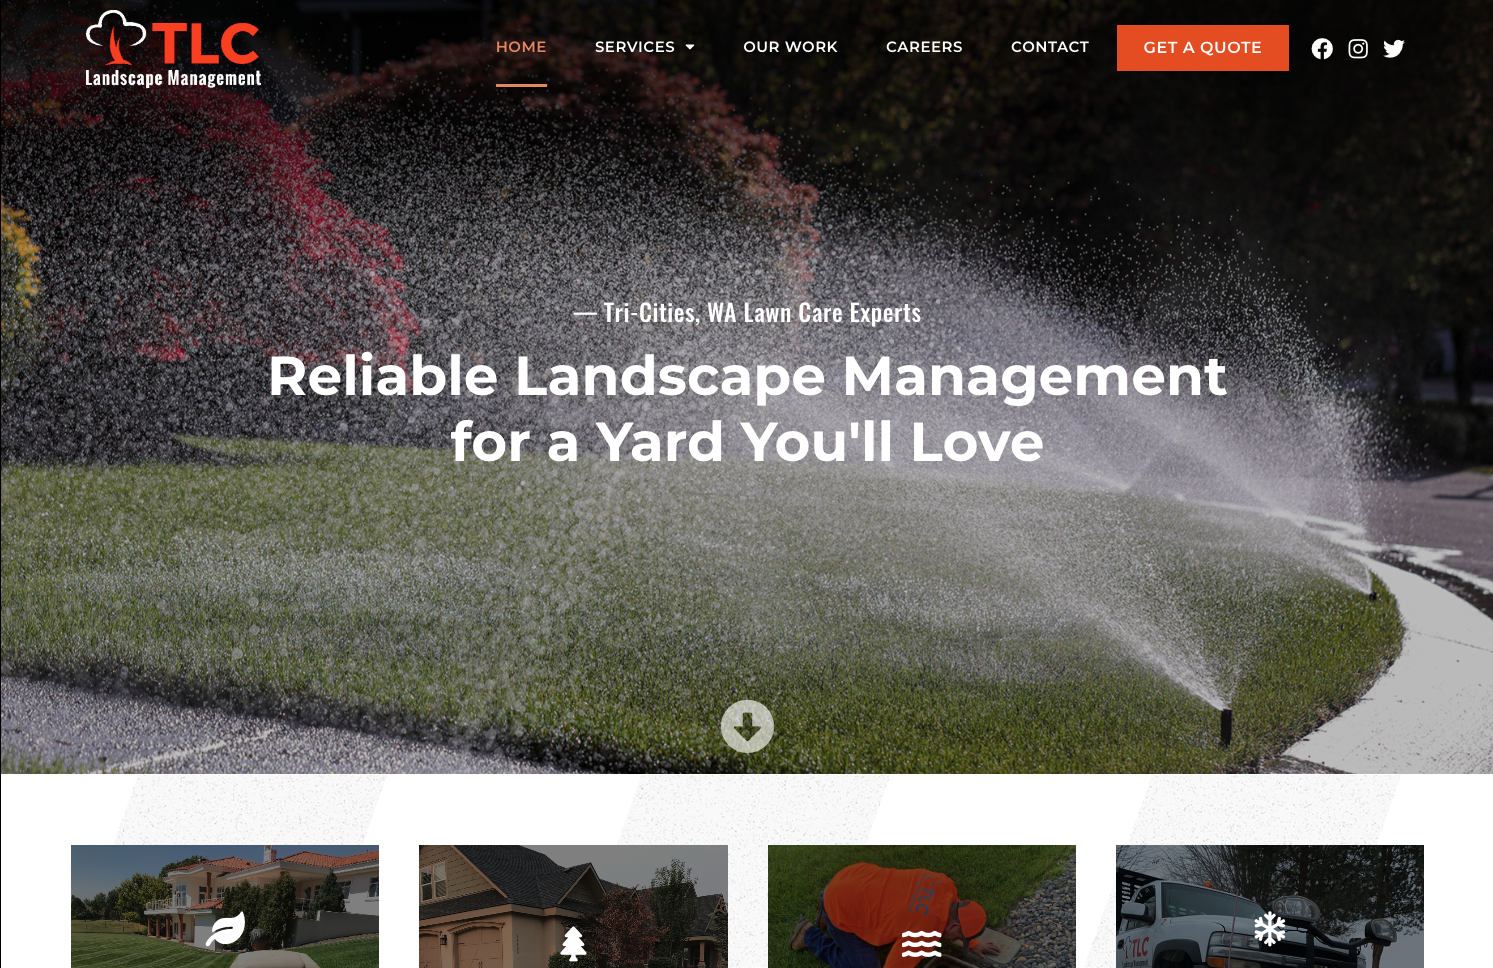 TLC
Landscape Management
HOME
SERVICES
OUR WORK
CAREERS
CONTACT
GET A QUOTE
— Tri-Cities, WA Lawn Care Experts
Reliable Landscape Management
for a Yard You'll Love
TLC